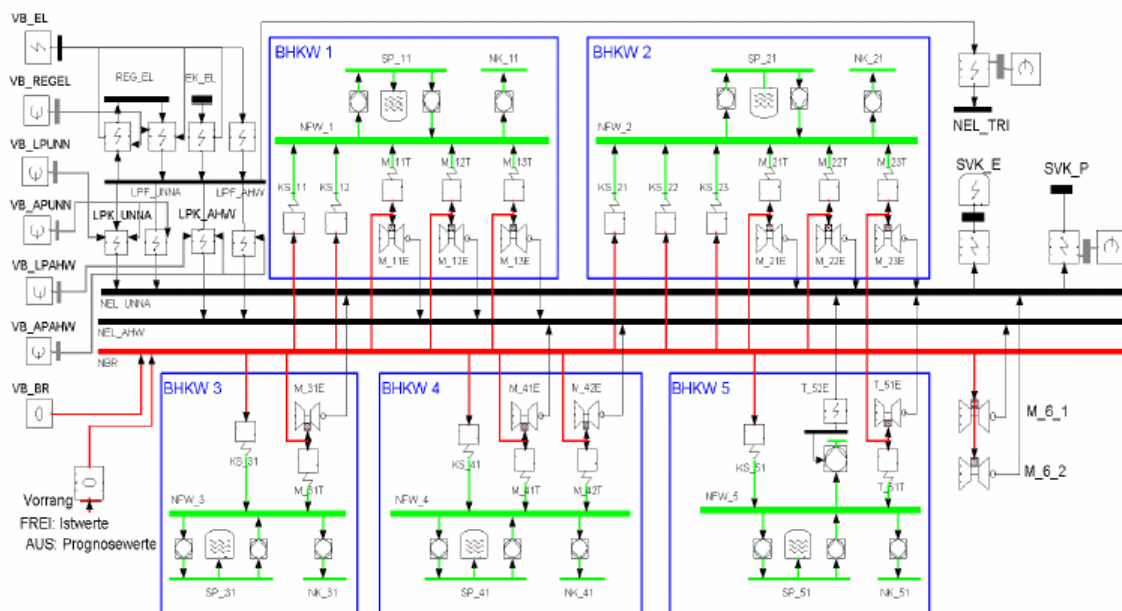 VB_EL
VB_REGEL
VB_LPUNN
VB_APUNN
VB_LPAHW
VB_APAHW
VB_BR
Vorrang
FREI: Istwerte
AUS: Prognosewerte
REG_EL
EK_EL
LPF_UNNA
LPF_AHW
LPK_UNNA
LPK_AHW
NEL_UNNA
NEL_AHW
NBR
BHKW 1
SP_11
NK_11
NFW_1
KS_11
KS_12
M_11T
M_12T
M_13T
M_11E
M_12E
M_13E
BHKW 2
SP_21
NK_21
NFW_2
KS_21
KS_22
KS_23
M_21T
M_22T
M_23T
M_21E
M_22E
M_23E
NEL_TRI
SVK_E
SVK_P
BHKW 3
M_31E
KS_31
M_31T
NFW_3
SP_31
NK_31
BHKW 4
M_41E
M_42E
KS_41
M_41T
M_42T
NFW_4
SP_41
NK_41
BHKW 5
T_52E
T_51E
KS_51
T_51T
NFW_5
SP_51
NK_51
M_6_1
M_6_2